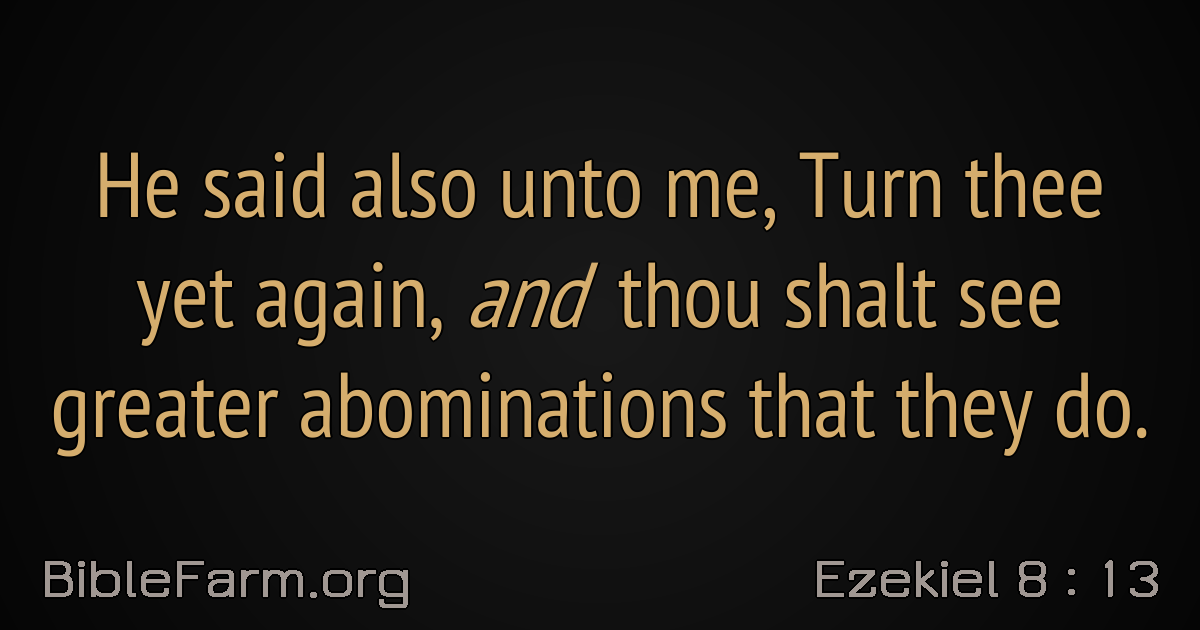 He said also unto me, Turn thee
yet again, and thou shalt see
greater abominations that they do.
BibleFarm.org
Ezekiel 8 : 13